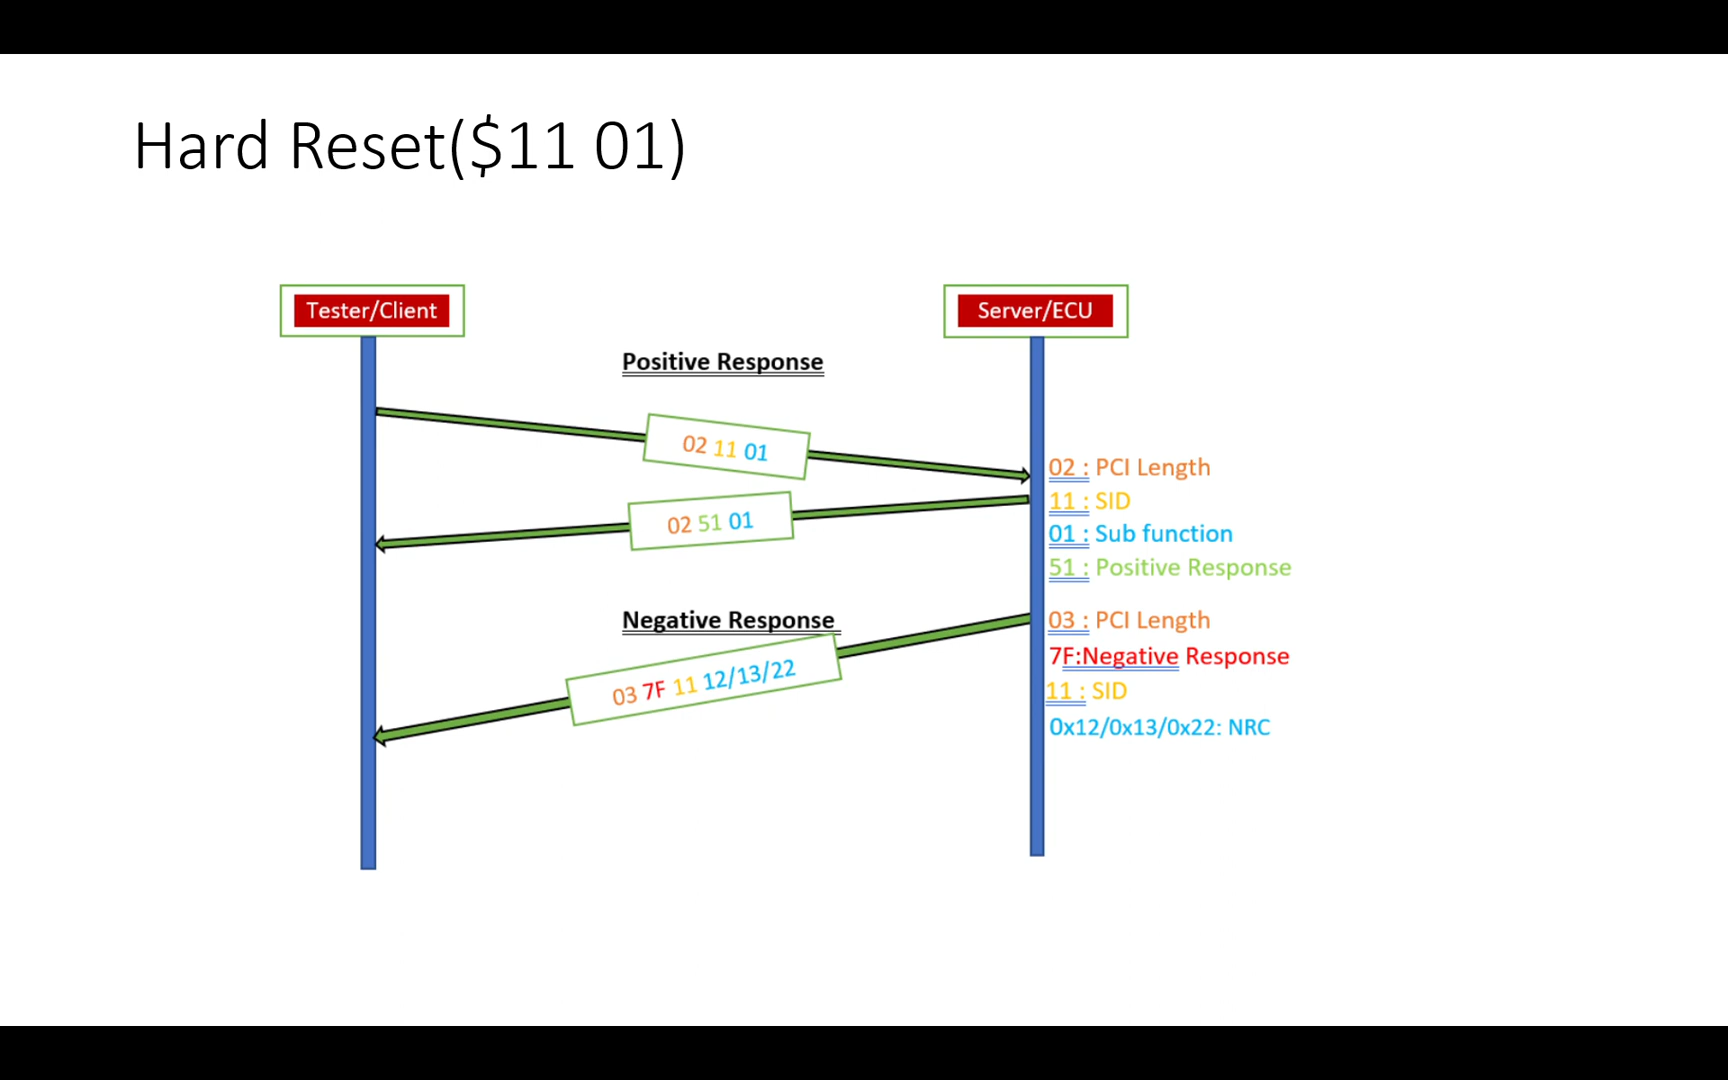 Hard Reset($11 01)
Tester/Client
Server/ECU
Positive Response
02 11 01
02 : PCI Length
11 : SID
02 51 01
01 : Sub function
51 : Positive Response
Negative Response
03 : PCI Length
7F:Negative Response
03 7F 11 12/13/22
11 : SID
0x12/0x13/0x22: NRC